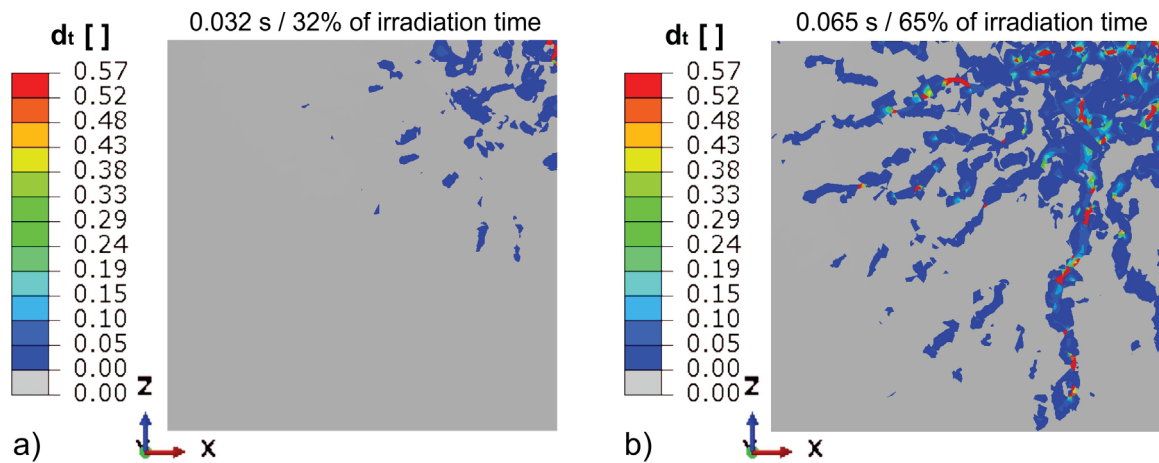 0.032 s / 32% of irradiation time
dt [ ]
0.57
0.52
0.48
0.43
0.38
0.33
0.29
0.24
0.19
0.15
0.10
0.05
0.00
0.00
Z
Y
X
a)
0.065 s / 65% of irradiation time
dt [ ]
0.57
0.52
0.48
0.43
0.38
0.33
0.29
0.24
0.19
0.15
0.10
0.05
0.00
0.00
Z
Y
X
b)